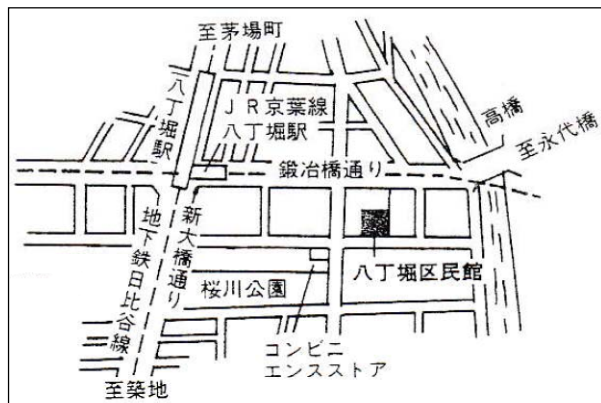 至茅場町
八丁堀駅
JR京葉線
八丁堀駅
高橋
至永代橋
鍛冶橋通り
新大橋通り
地下鉄日比谷線
桜川公園
八丁堀区民館
コンビニ
エンスストア
至築地